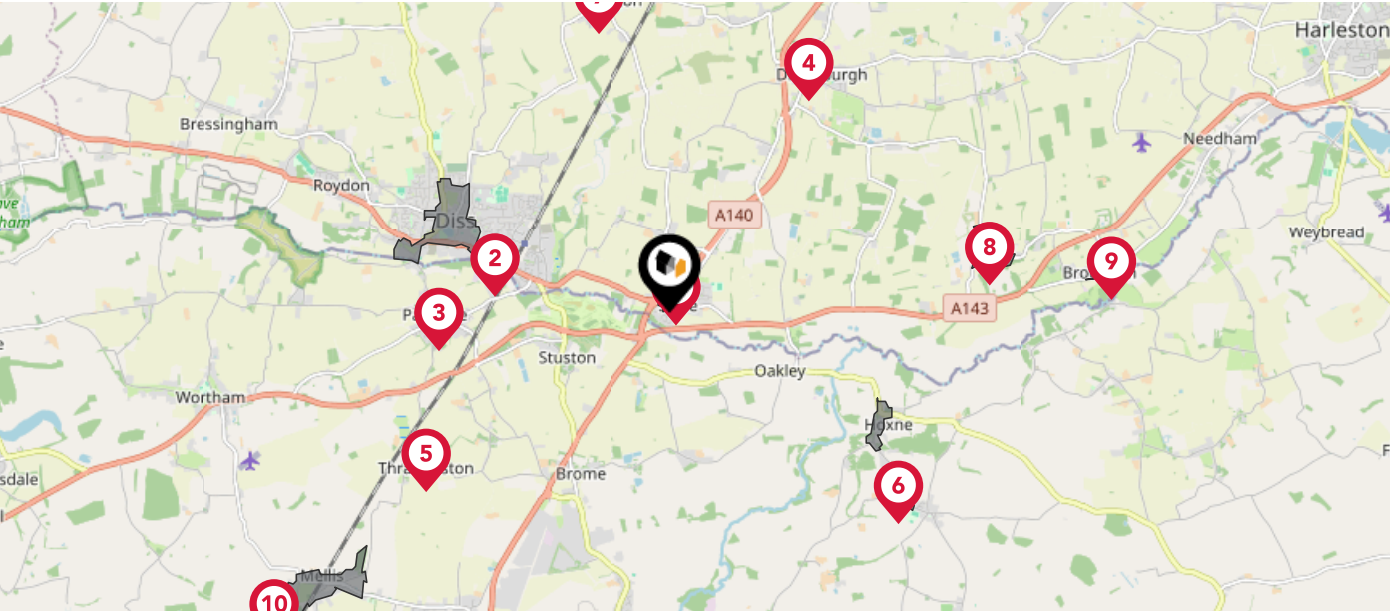 Harleston
4
Bressingham
Needham
Roydon
A140
Diss
Weybread
8
9
2
3
A143
Stuston
Oakley
Wortham
Hoxne
5
Brome
6
Mellis
10